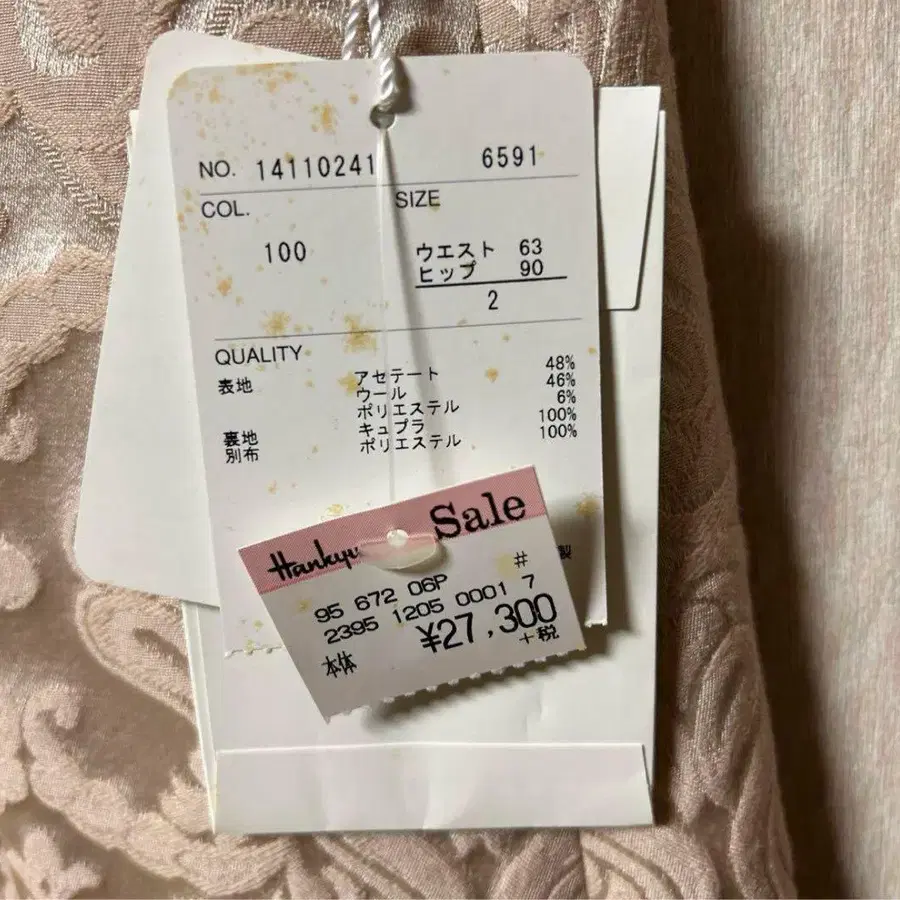 NO. 14110241 6591
COL. SIZE
100
ウエスト 63
ヒップ 90
2
QUALITY
表地 アセテート 48%
ウール 46%
ポリエステル 6%
裏地 キュプラ 100%
別布 ポリエステル 100%
製
Hankyu Sale
95 672 06P #
2395 1205 0001 7
本体 ¥27,300
+税